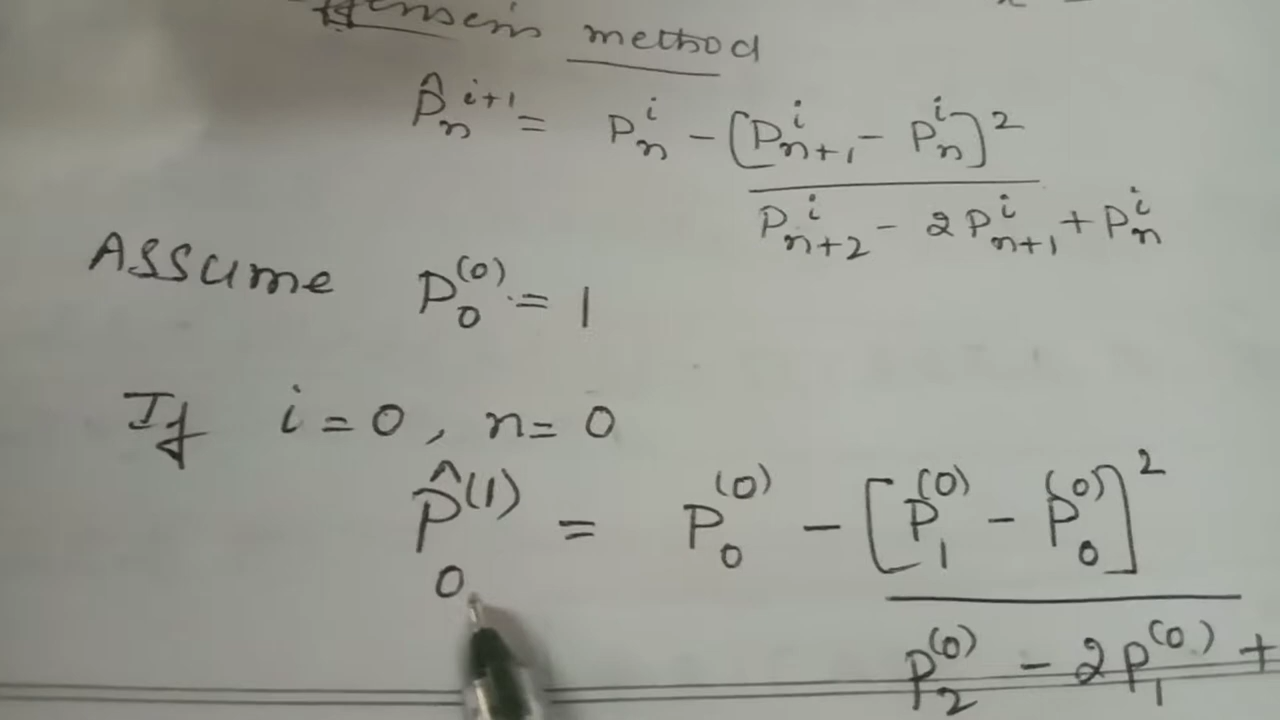 method
P̂ₙ^{i+1} = Pₙ^i - [Pₙ₊₁^i - Pₙ^i]²
Pₙ₊₂^i - 2Pₙ₊₁^i + Pₙ^i
Assume P₀^{(0)} = 1
If i = 0, n = 0
P̂₀^{(1)} = P₀^{(0)} - [P₁^{(0)} - P₀^{(0)}]²
P₂^{(0)} - 2P₁^{(0)} +